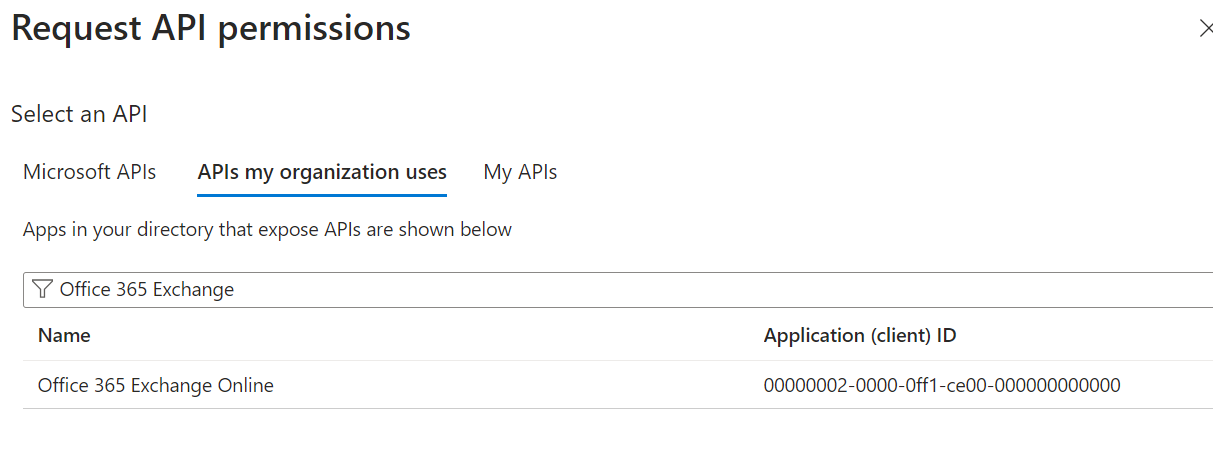 Request API permissions
Select an API
Microsoft APIs APIs my organization uses My APIs
Apps in your directory that expose APIs are shown below
Office 365 Exchange
Name Application (client) ID
Office 365 Exchange Online 00000002-0000-0ff1-ce00-000000000000